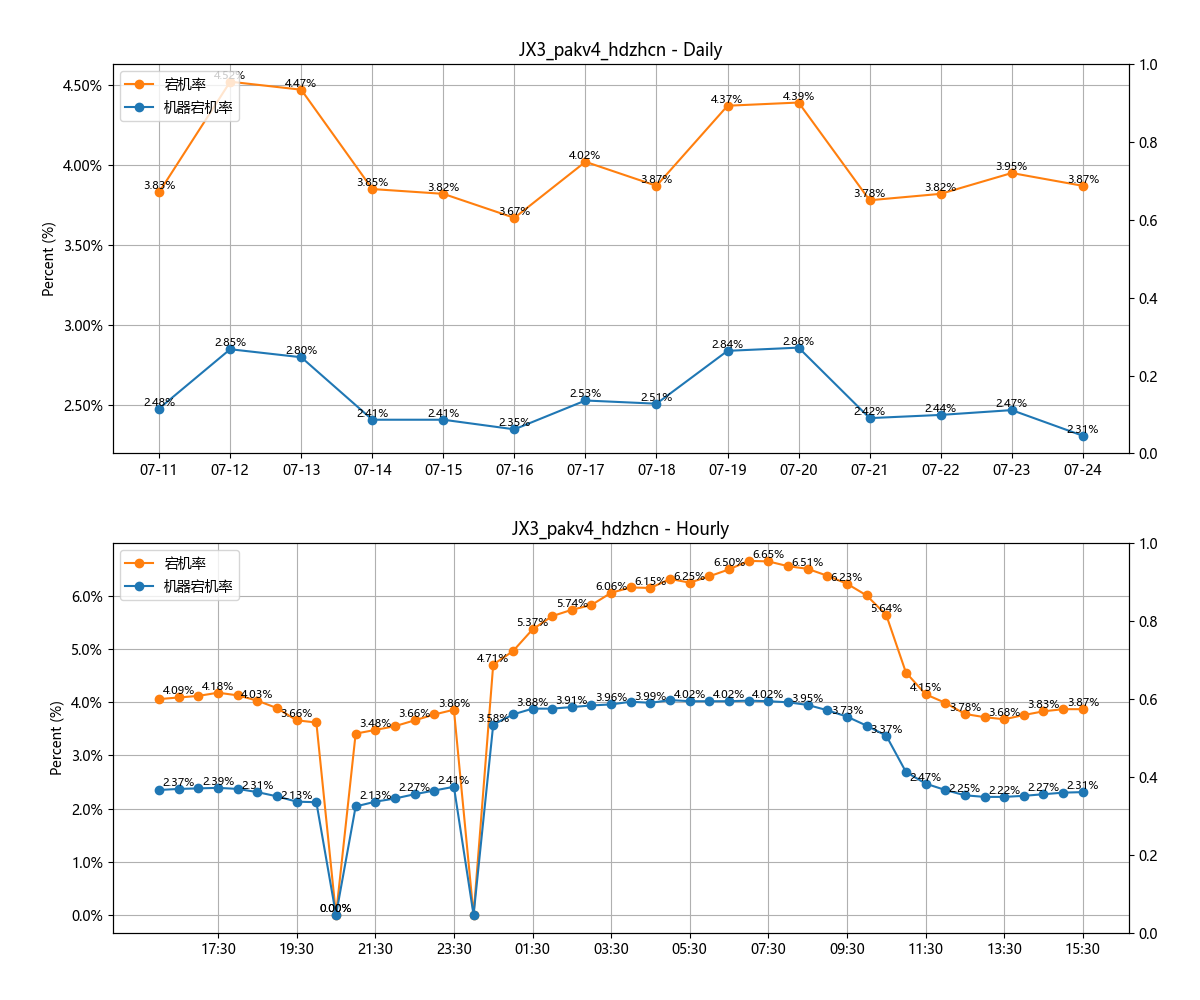 JX3_pakv4_hdzhcn - Daily
宕机率
机器宕机率
Percent (%)
4.50%
4.00%
3.50%
3.00%
2.50%
1.0
0.8
0.6
0.4
0.2
0.0
3.83% 4.52% 4.47% 3.85% 3.82% 3.67% 4.02% 3.87% 4.37% 4.39% 3.78% 3.82% 3.95% 3.87%
2.48% 2.85% 2.80% 2.41% 2.41% 2.35% 2.53% 2.51% 2.84% 2.86% 2.42% 2.44% 2.47% 2.31%
07-11 07-12 07-13 07-14 07-15 07-16 07-17 07-18 07-19 07-20 07-21 07-22 07-23 07-24
JX3_pakv4_hdzhcn - Hourly
宕机率
机器宕机率
Percent (%)
6.0%
5.0%
4.0%
3.0%
2.0%
1.0%
0.0%
1.0
0.8
0.6
0.4
0.2
0.0
4.09% 4.18% 4.03% 3.66% 0.00% 3.48% 3.66% 3.86% 4.71% 5.37% 5.74% 6.06% 6.15% 6.25% 6.50% 6.65% 6.51% 6.23% 5.64% 4.15% 3.78% 3.68% 3.83% 3.87%
2.37% 2.39% 2.31% 2.13% 0.00% 2.13% 2.27% 2.41% 3.58% 3.88% 3.91% 3.96% 3.99% 4.02% 4.02% 4.02% 3.95% 3.73% 3.37% 2.47% 2.25% 2.22% 2.27% 2.31%
17:30 19:30 21:30 23:30 01:30 03:30 05:30 07:30 09:30 11:30 13:30 15:30